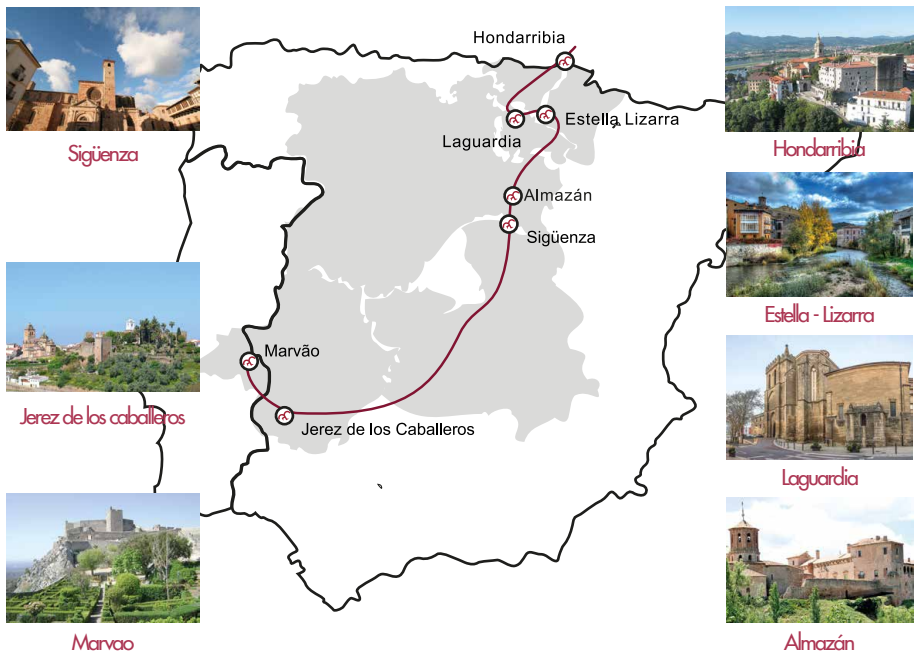 Sigüenza
Jerez de los caballeros
Marvao
Hondarribia
Laguardia
Estella Lizarra
Almazán
Sigüenza
Marvão
Jerez de los Caballeros
Hondarribia
Estella - Lizarra
Laguardia
Almazán